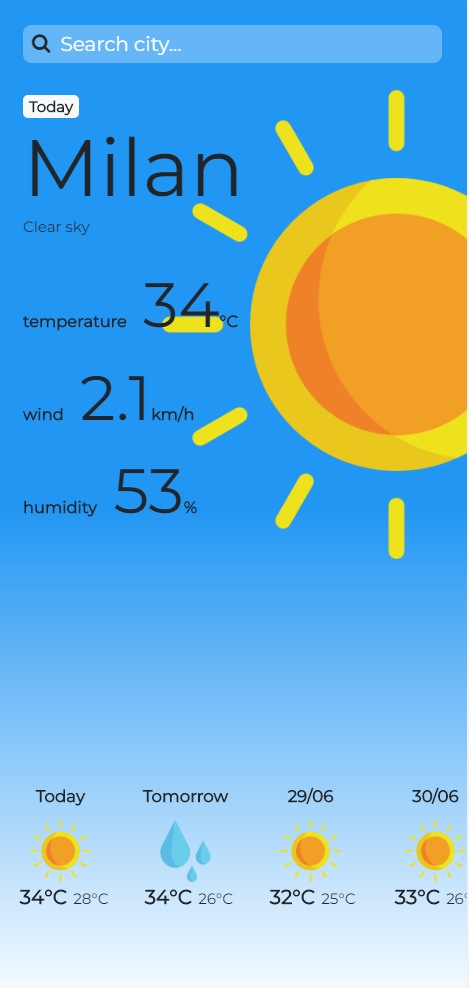 Search city...
Today
Milan
Clear sky
temperature 34°C
wind 2.1km/h
humidity 53%
Today Tomorrow 29/06 30/06
34°C 28°C 34°C 26°C 32°C 25°C 33°C 26°